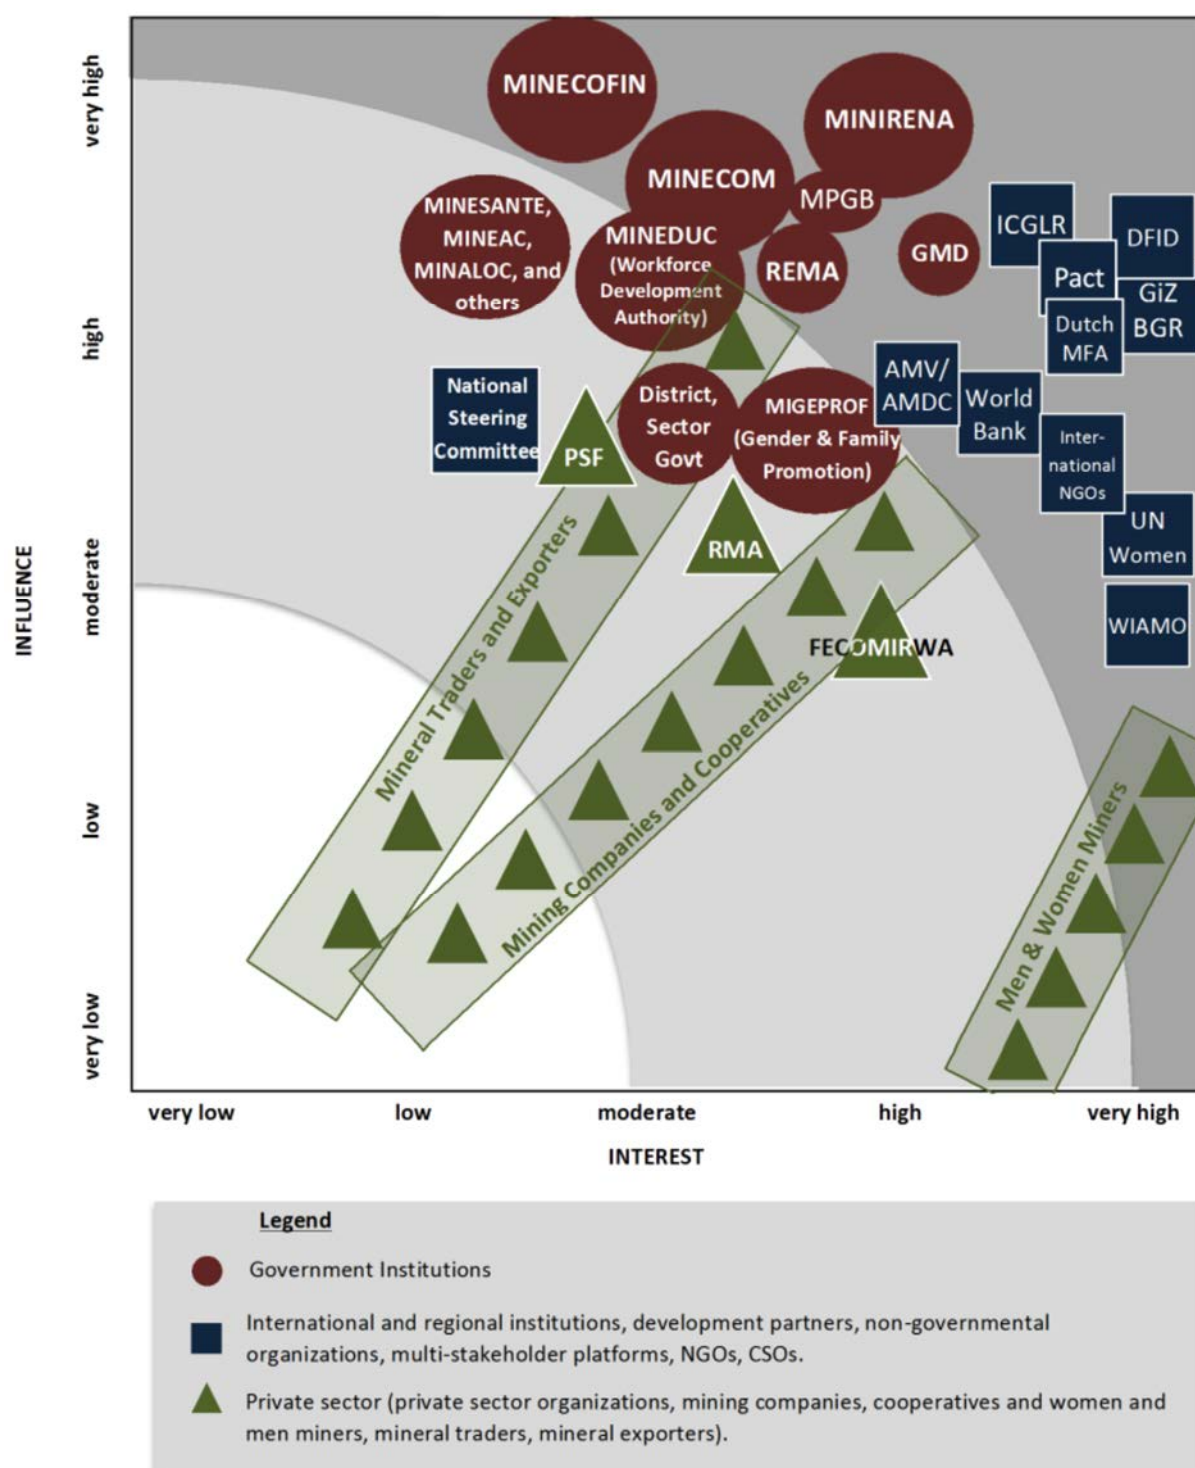 very high
high
moderate
low
very low
INFLUENCE
MINECOFIN
MINIRENA
MINECOM
MPGB
MINESANTE,
MINEAC,
MINALOC, and
others
MINEDUC
(Workforce
Development
Authority)
REMA
GMD
ICGLR
DFID
Pact
GiZ
BGR
Dutch
MFA
National
Steering
Committee
PSF
District,
Sector
Govt
MIGEPROF
(Gender & Family
Promotion)
AMV/
AMDC
World
Bank
Inter-
national
NGOs
RMA
UN
Women
FECOMIRWA
WIAMO
Mineral Traders and Exporters
Mining Companies and Cooperatives
Men & Women Miners
very low
low
moderate
high
very high
INTEREST
Legend
Government Institutions
International and regional institutions, development partners, non-governmental
organizations, multi-stakeholder platforms, NGOs, CSOs.
Private sector (private sector organizations, mining companies, cooperatives and women and
men miners, mineral traders, mineral exporters).